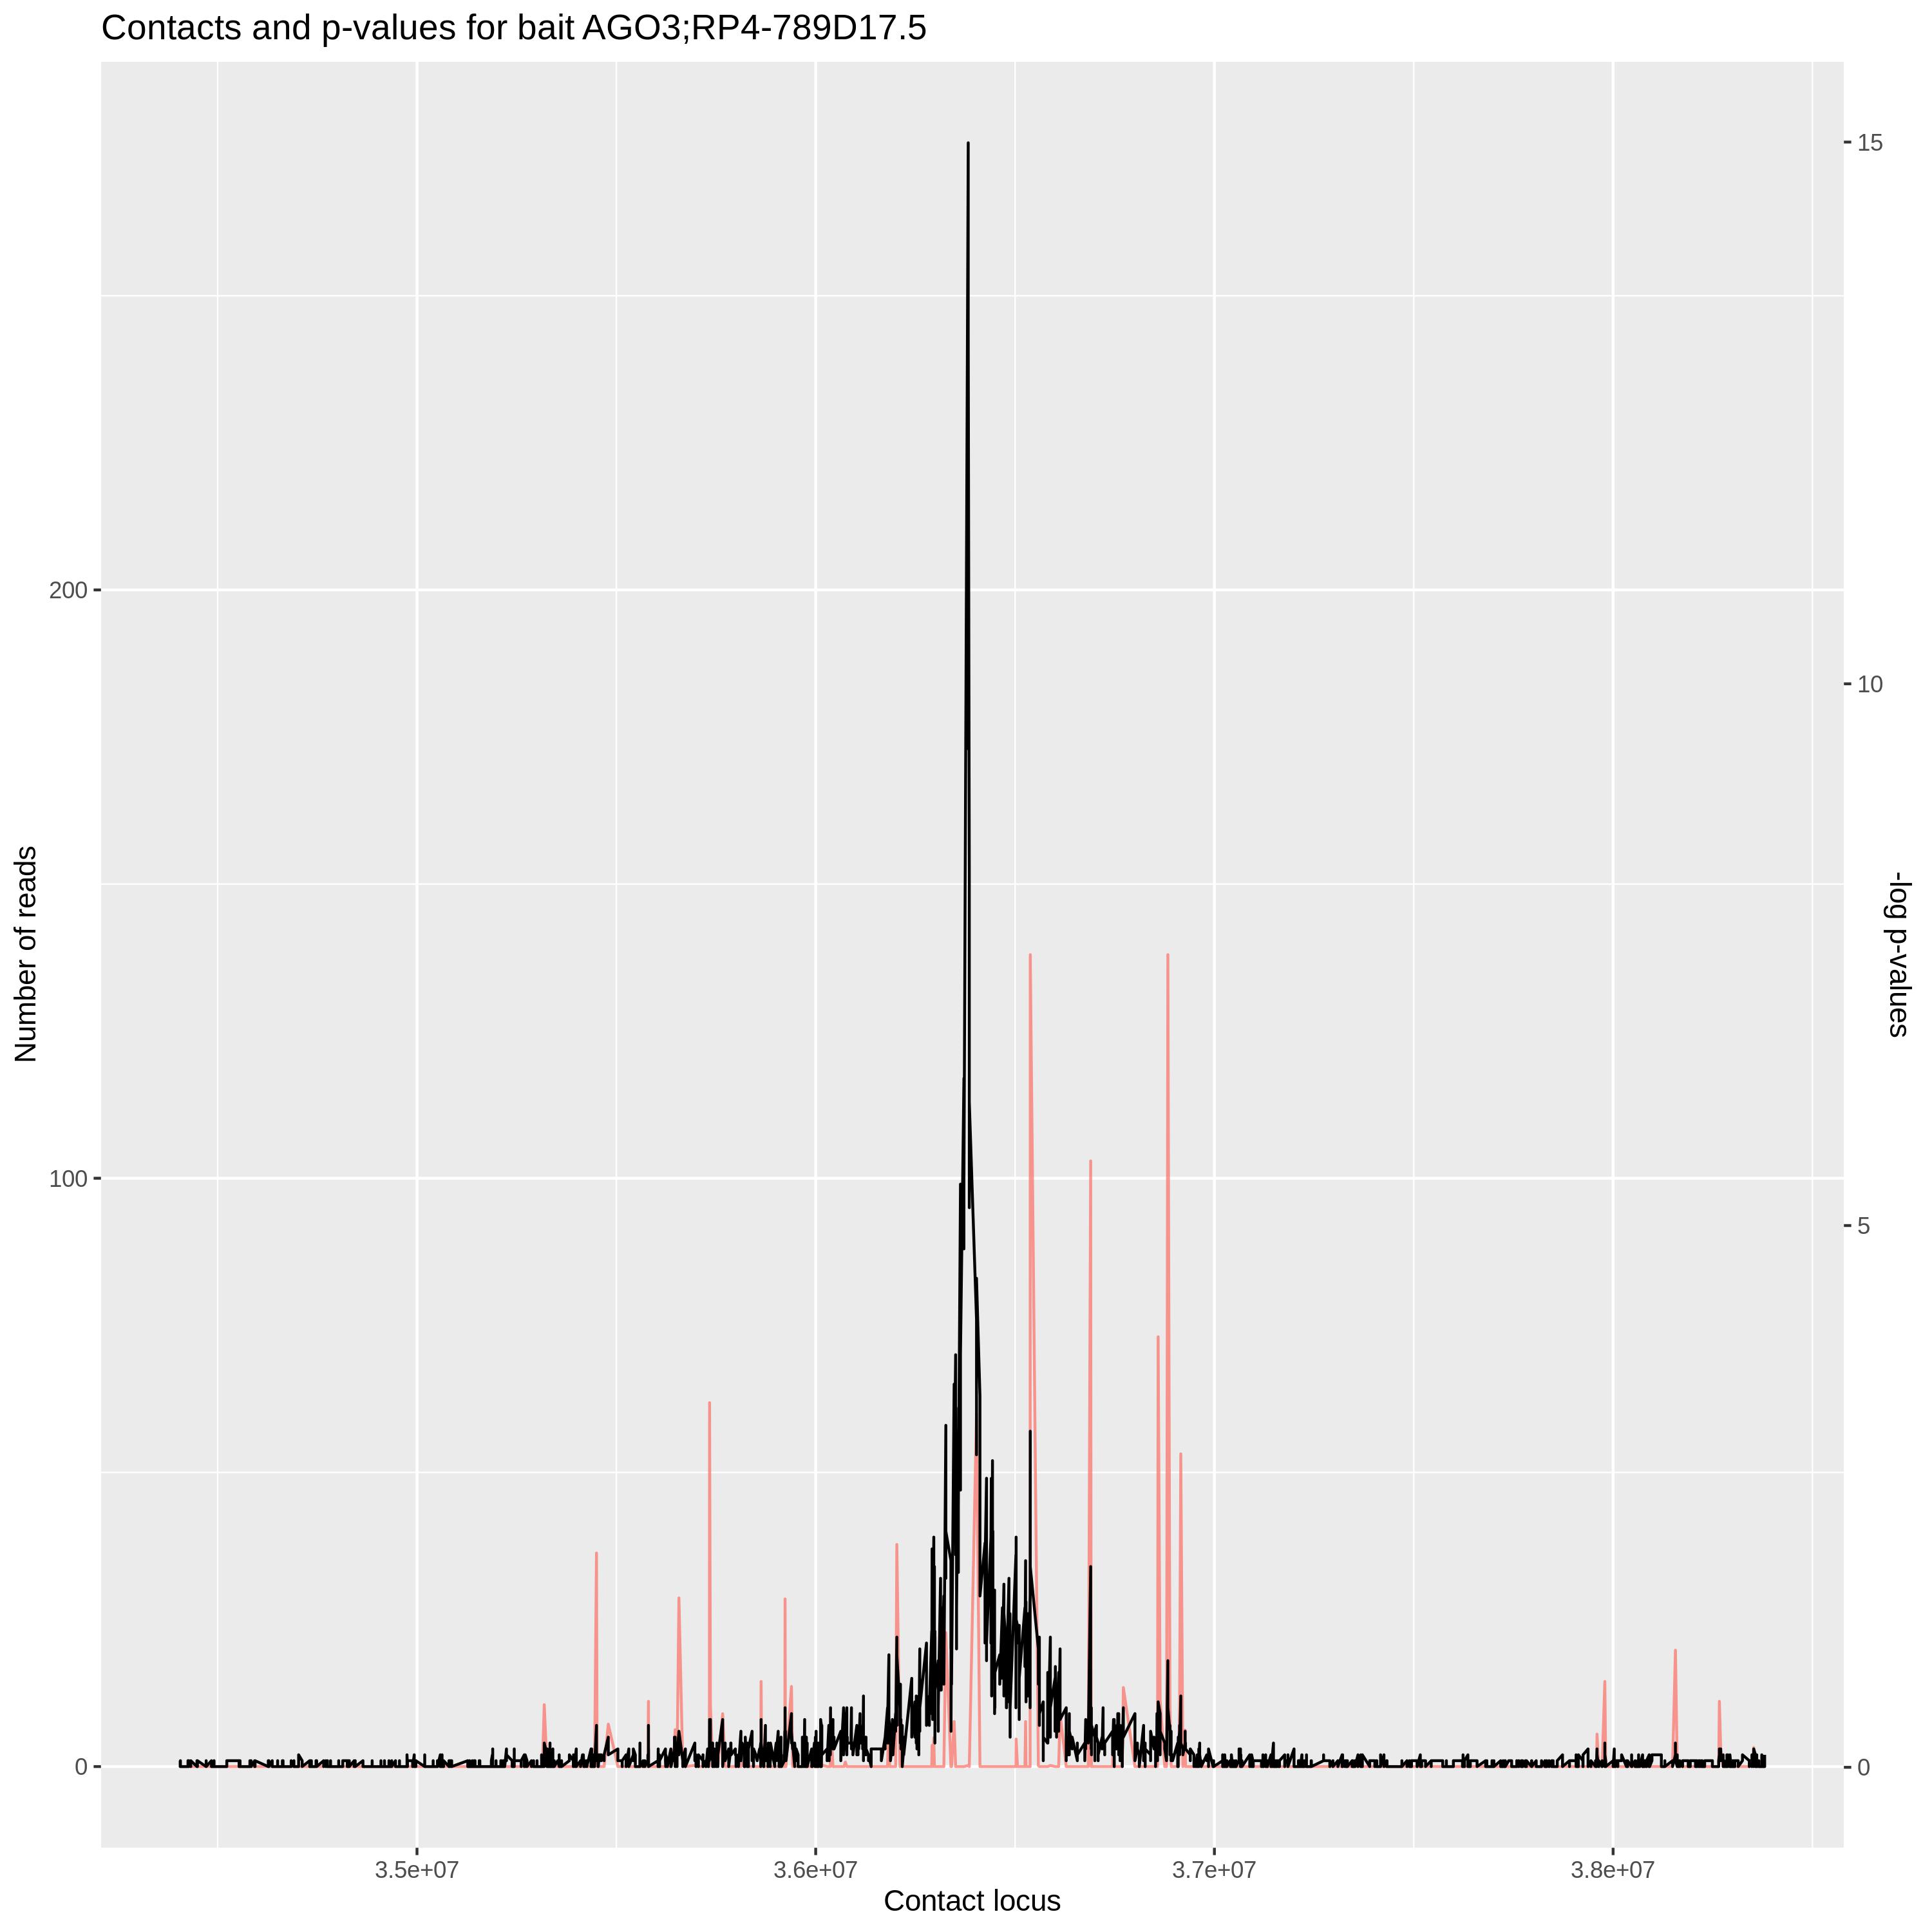 Contacts and p-values for bait AGO3;RP4-789D17.5
Number of reads
200
100
0
15
10
5
0
-log p-values
3.5e+07 3.6e+07 3.7e+07 3.8e+07
Contact locus